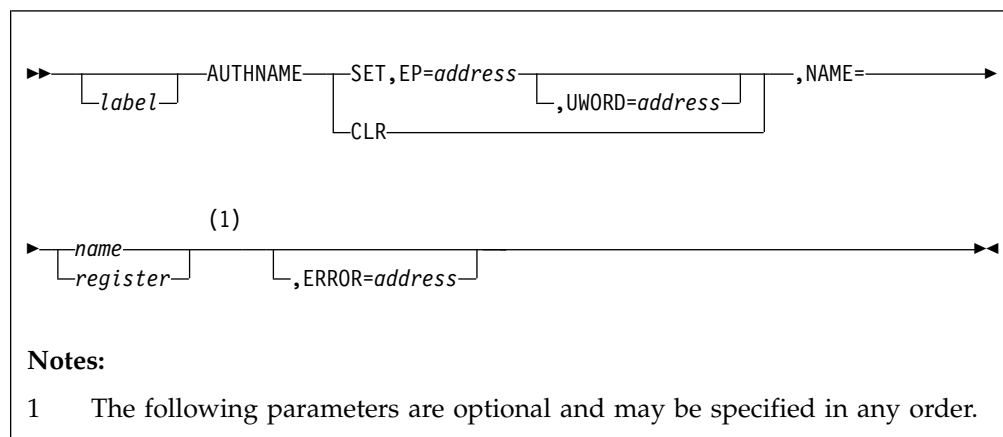 AUTHNAME SET,EP=address ,NAME=
label ,UWORD=address
CLR
(1)
name
register ,ERROR=address
Notes:
1 The following parameters are optional and may be specified in any order.